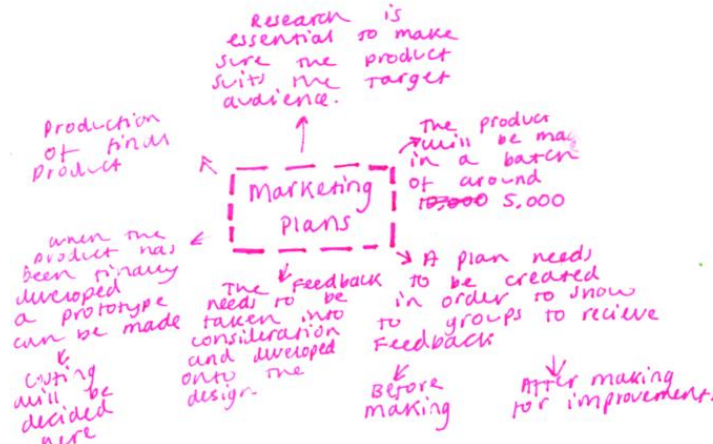 Research is
essential to make
sure the product
suits the target
audience.
Production
of final
product
The product
will be made
in a batch
of around
10,000 5,000
Marketing
Plans
when the
product has
been finally
developed
a prototype
can be made
Costing
will be
decided
here
The feedback
needs to be
taken into
consideration
and developed
onto the
design.
A plan needs
to be created
in order to show
to groups to recieve
Feedback
Before
making
After making
for improvement.